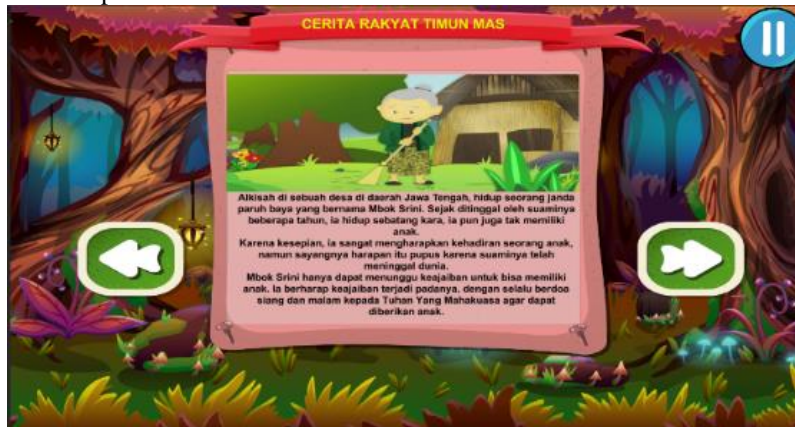 CERITA RAKYAT TIMUN MAS
Alkisah di sebuah desa di daerah Jawa Tengah, hidup seorang janda
paruh baya yang bernama Mbok Srini. Sejak ditinggal oleh suaminya
beberapa tahun, ia hidup sebatang kara, ia pun juga tak memiliki
anak.
Karena kesepian, ia sangat mengharapkan kehadiran seorang anak,
namun sayangnya harapan itu pupus karena suaminya telah
meninggal dunia.
Mbok Srini hanya dapat menunggu keajaiban untuk bisa memiliki
anak. Ia berharap keajaiban terjadi padanya, dengan selalu berdoa
siang dan malam kepada Tuhan Yang Mahakuasa agar dapat
diberikan anak.